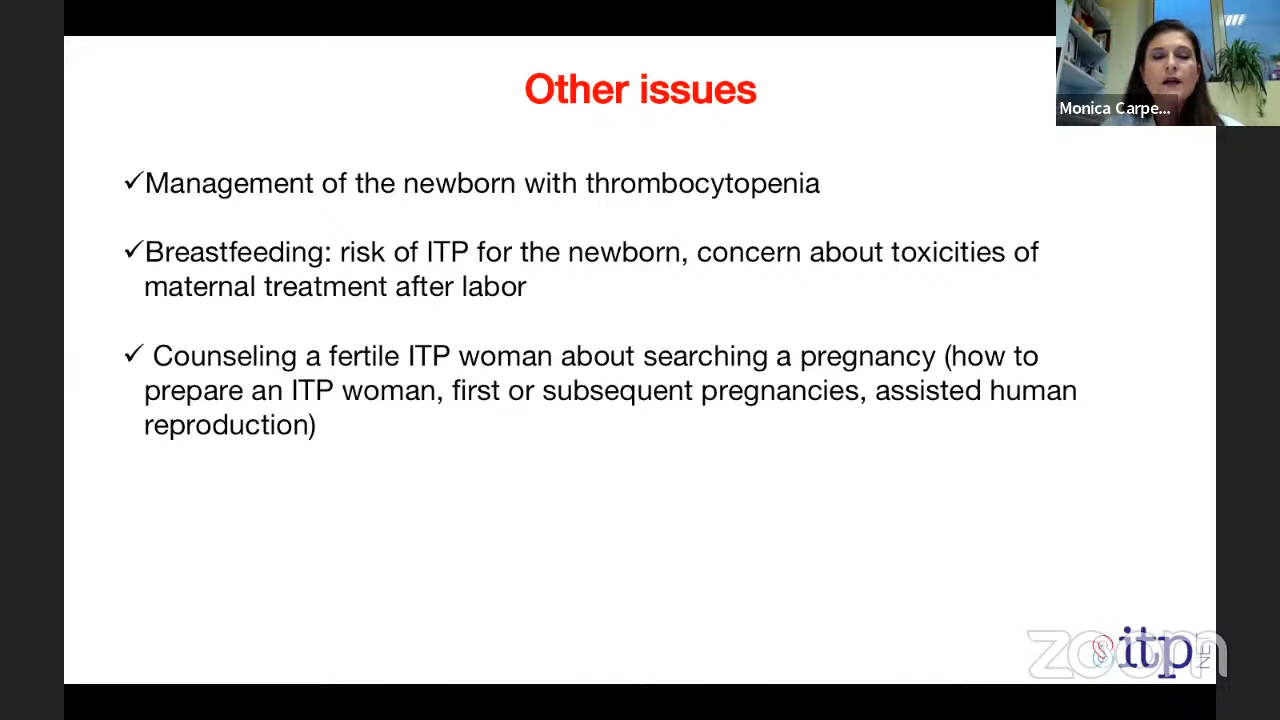 Other issues
Monica Carpe...
✓Management of the newborn with thrombocytopenia
✓Breastfeeding: risk of ITP for the newborn, concern about toxicities of
maternal treatment after labor
✓ Counseling a fertile ITP woman about searching a pregnancy (how to
prepare an ITP woman, first or subsequent pregnancies, assisted human
reproduction)
zoom
itp
NET